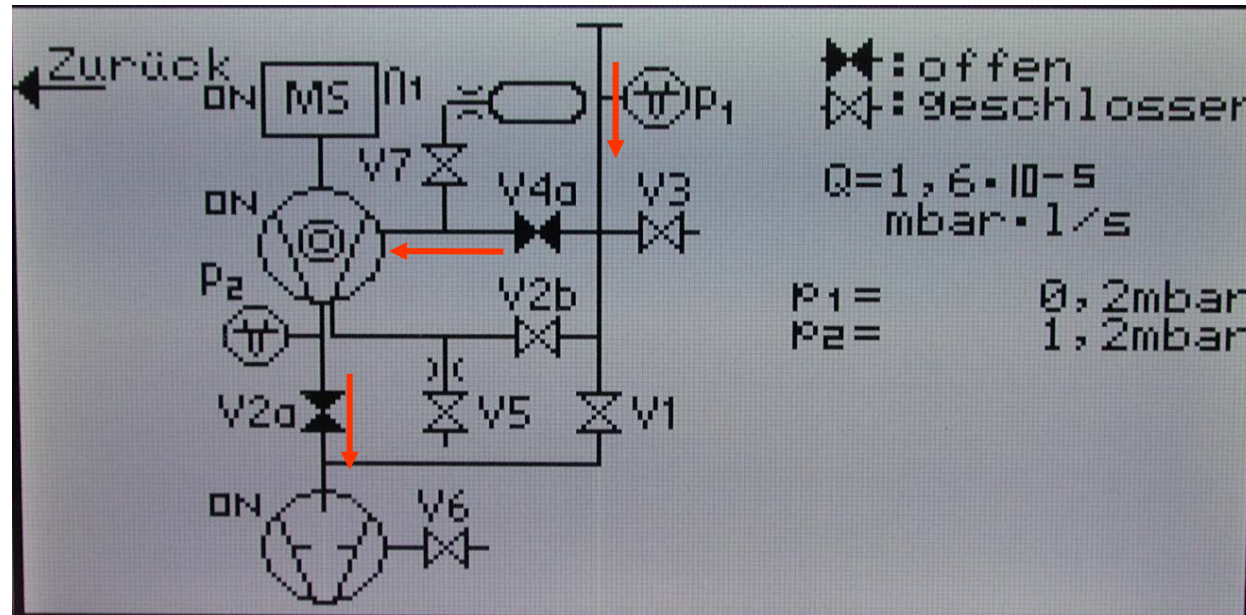 Zurück
ON
MS
p₁
:offen
:geschlossen
V7
ON
V4a
V3
Q=1,6·10⁻⁵
mbar·l/s
P₂
V2b
p₁= 0,2mbar
p₂= 1,2mbar
V2a
V5
V1
ON
V6